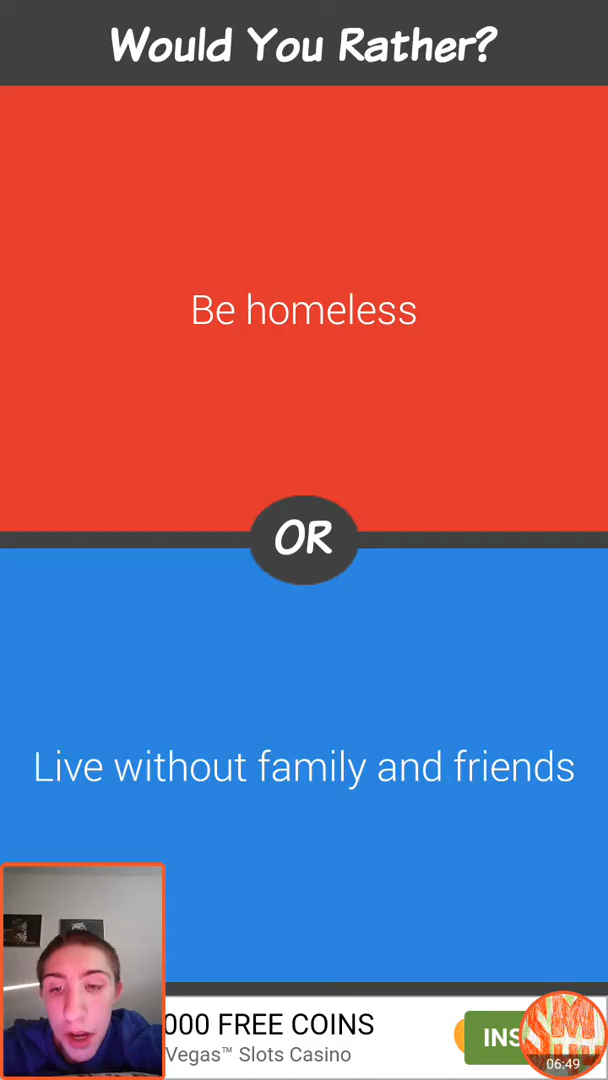 Would You Rather?
Be homeless
OR
Live without family and friends
000 FREE COINS
Vegas™ Slots Casino
INS
SM
06:49